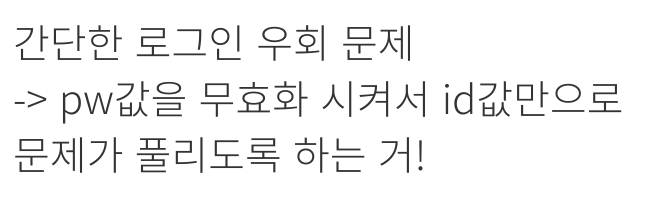 간단한 로그인 우회 문제
-> pw값을 무효화 시켜서 id값만으로
문제가 풀리도록 하는 거!